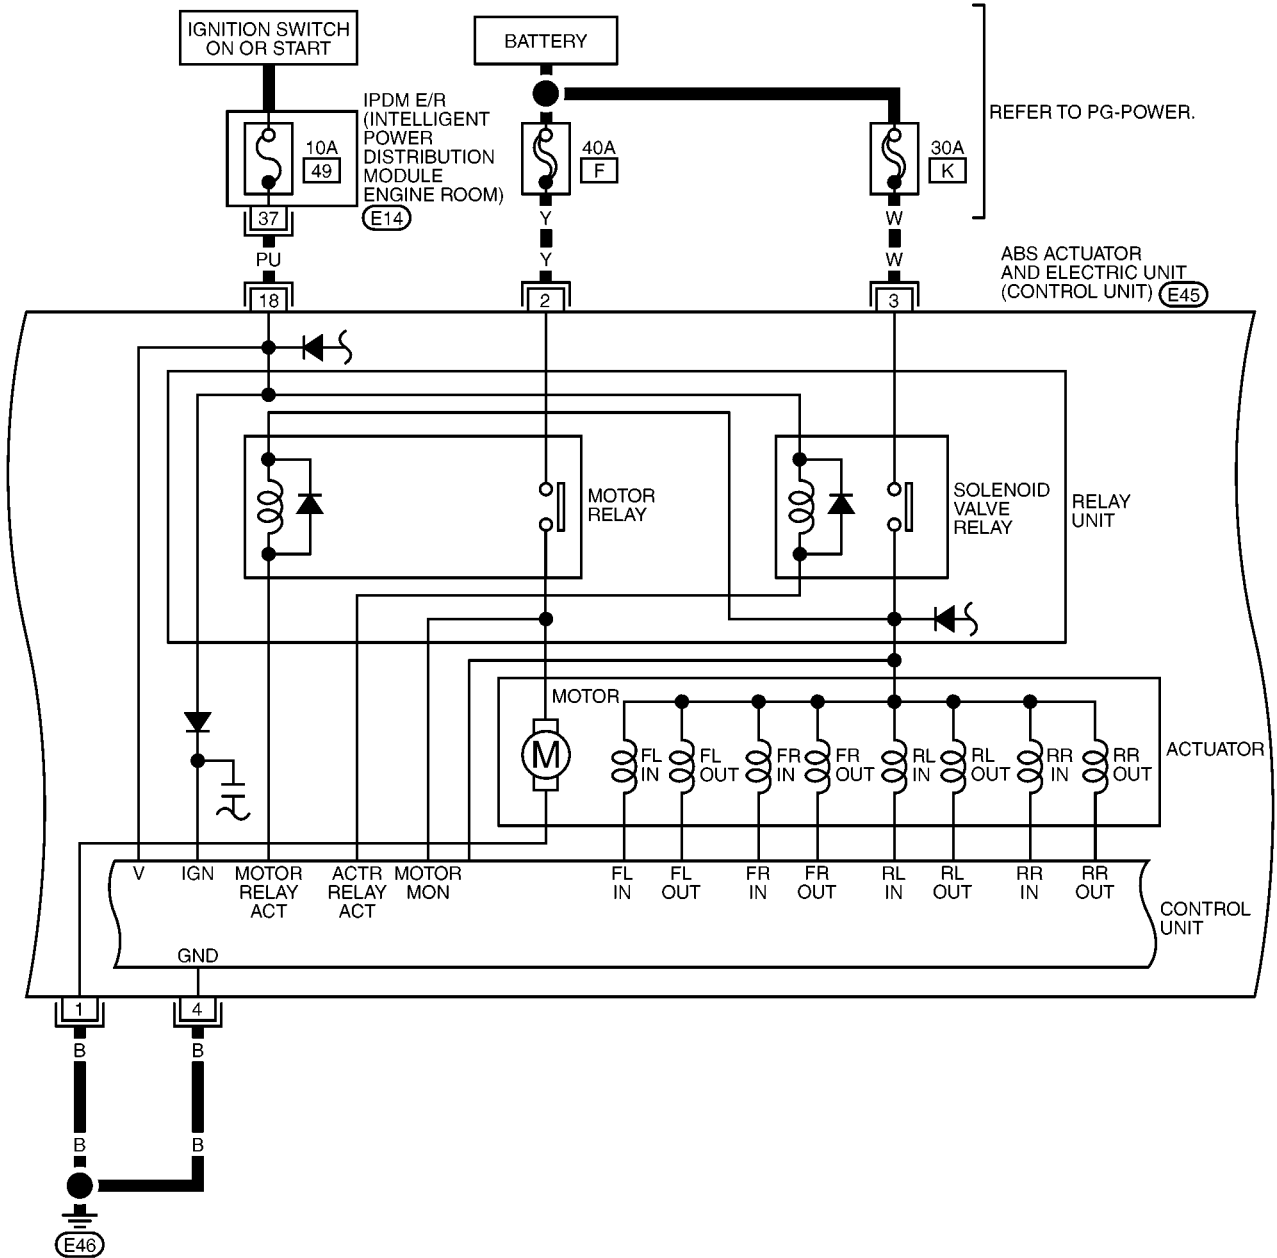 IGNITION SWITCH
ON OR START
BATTERY
REFER TO PG-POWER.
IPDM E/R
(INTELLIGENT
POWER
DISTRIBUTION
MODULE
ENGINE ROOM)
E14
10A
49
40A
F
30A
K
37
PU
Y
Y
W
W
18
2
3
ABS ACTUATOR
AND ELECTRIC UNIT
(CONTROL UNIT)
E45
MOTOR
RELAY
SOLENOID
VALVE
RELAY
RELAY
UNIT
MOTOR
M
FL
IN
FL
OUT
FR
IN
FR
OUT
RL
IN
RL
OUT
RR
IN
RR
OUT
ACTUATOR
V
IGN
MOTOR
RELAY
ACT
ACTR
RELAY
ACT
MOTOR
MON
FL
IN
FL
OUT
FR
IN
FR
OUT
RL
IN
RL
OUT
RR
IN
RR
OUT
CONTROL
UNIT
GND
1
4
B
B
B
B
E46